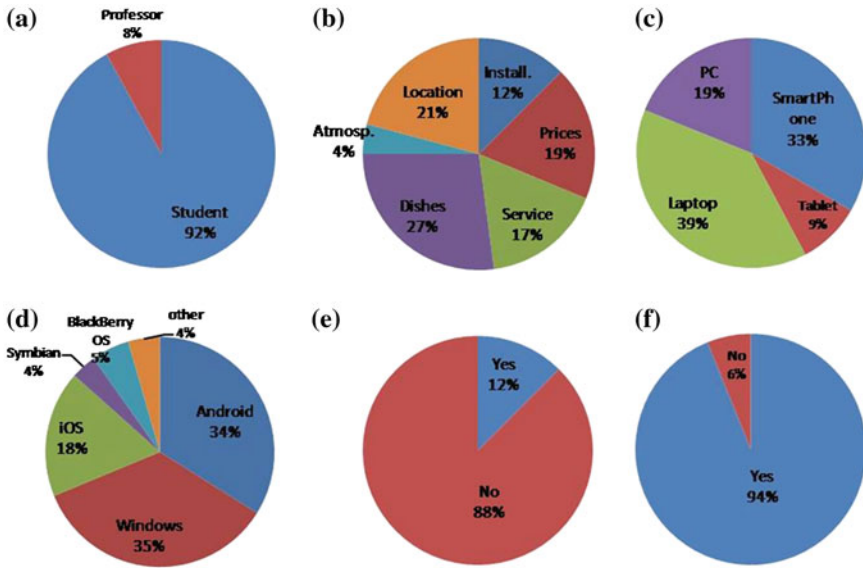 (a)
Professor
8%
Student
92%
(b)
Install.
12%
Prices
19%
Service
17%
Dishes
27%
Atmosp.
4%
Location
21%
(c)
SmartPh
one
33%
Tablet
9%
Laptop
39%
PC
19%
(d)
Android
34%
Windows
35%
iOS
18%
Symbian
4%
BlackBerry
OS
5%
other
4%
(e)
Yes
12%
No
88%
(f)
No
6%
Yes
94%